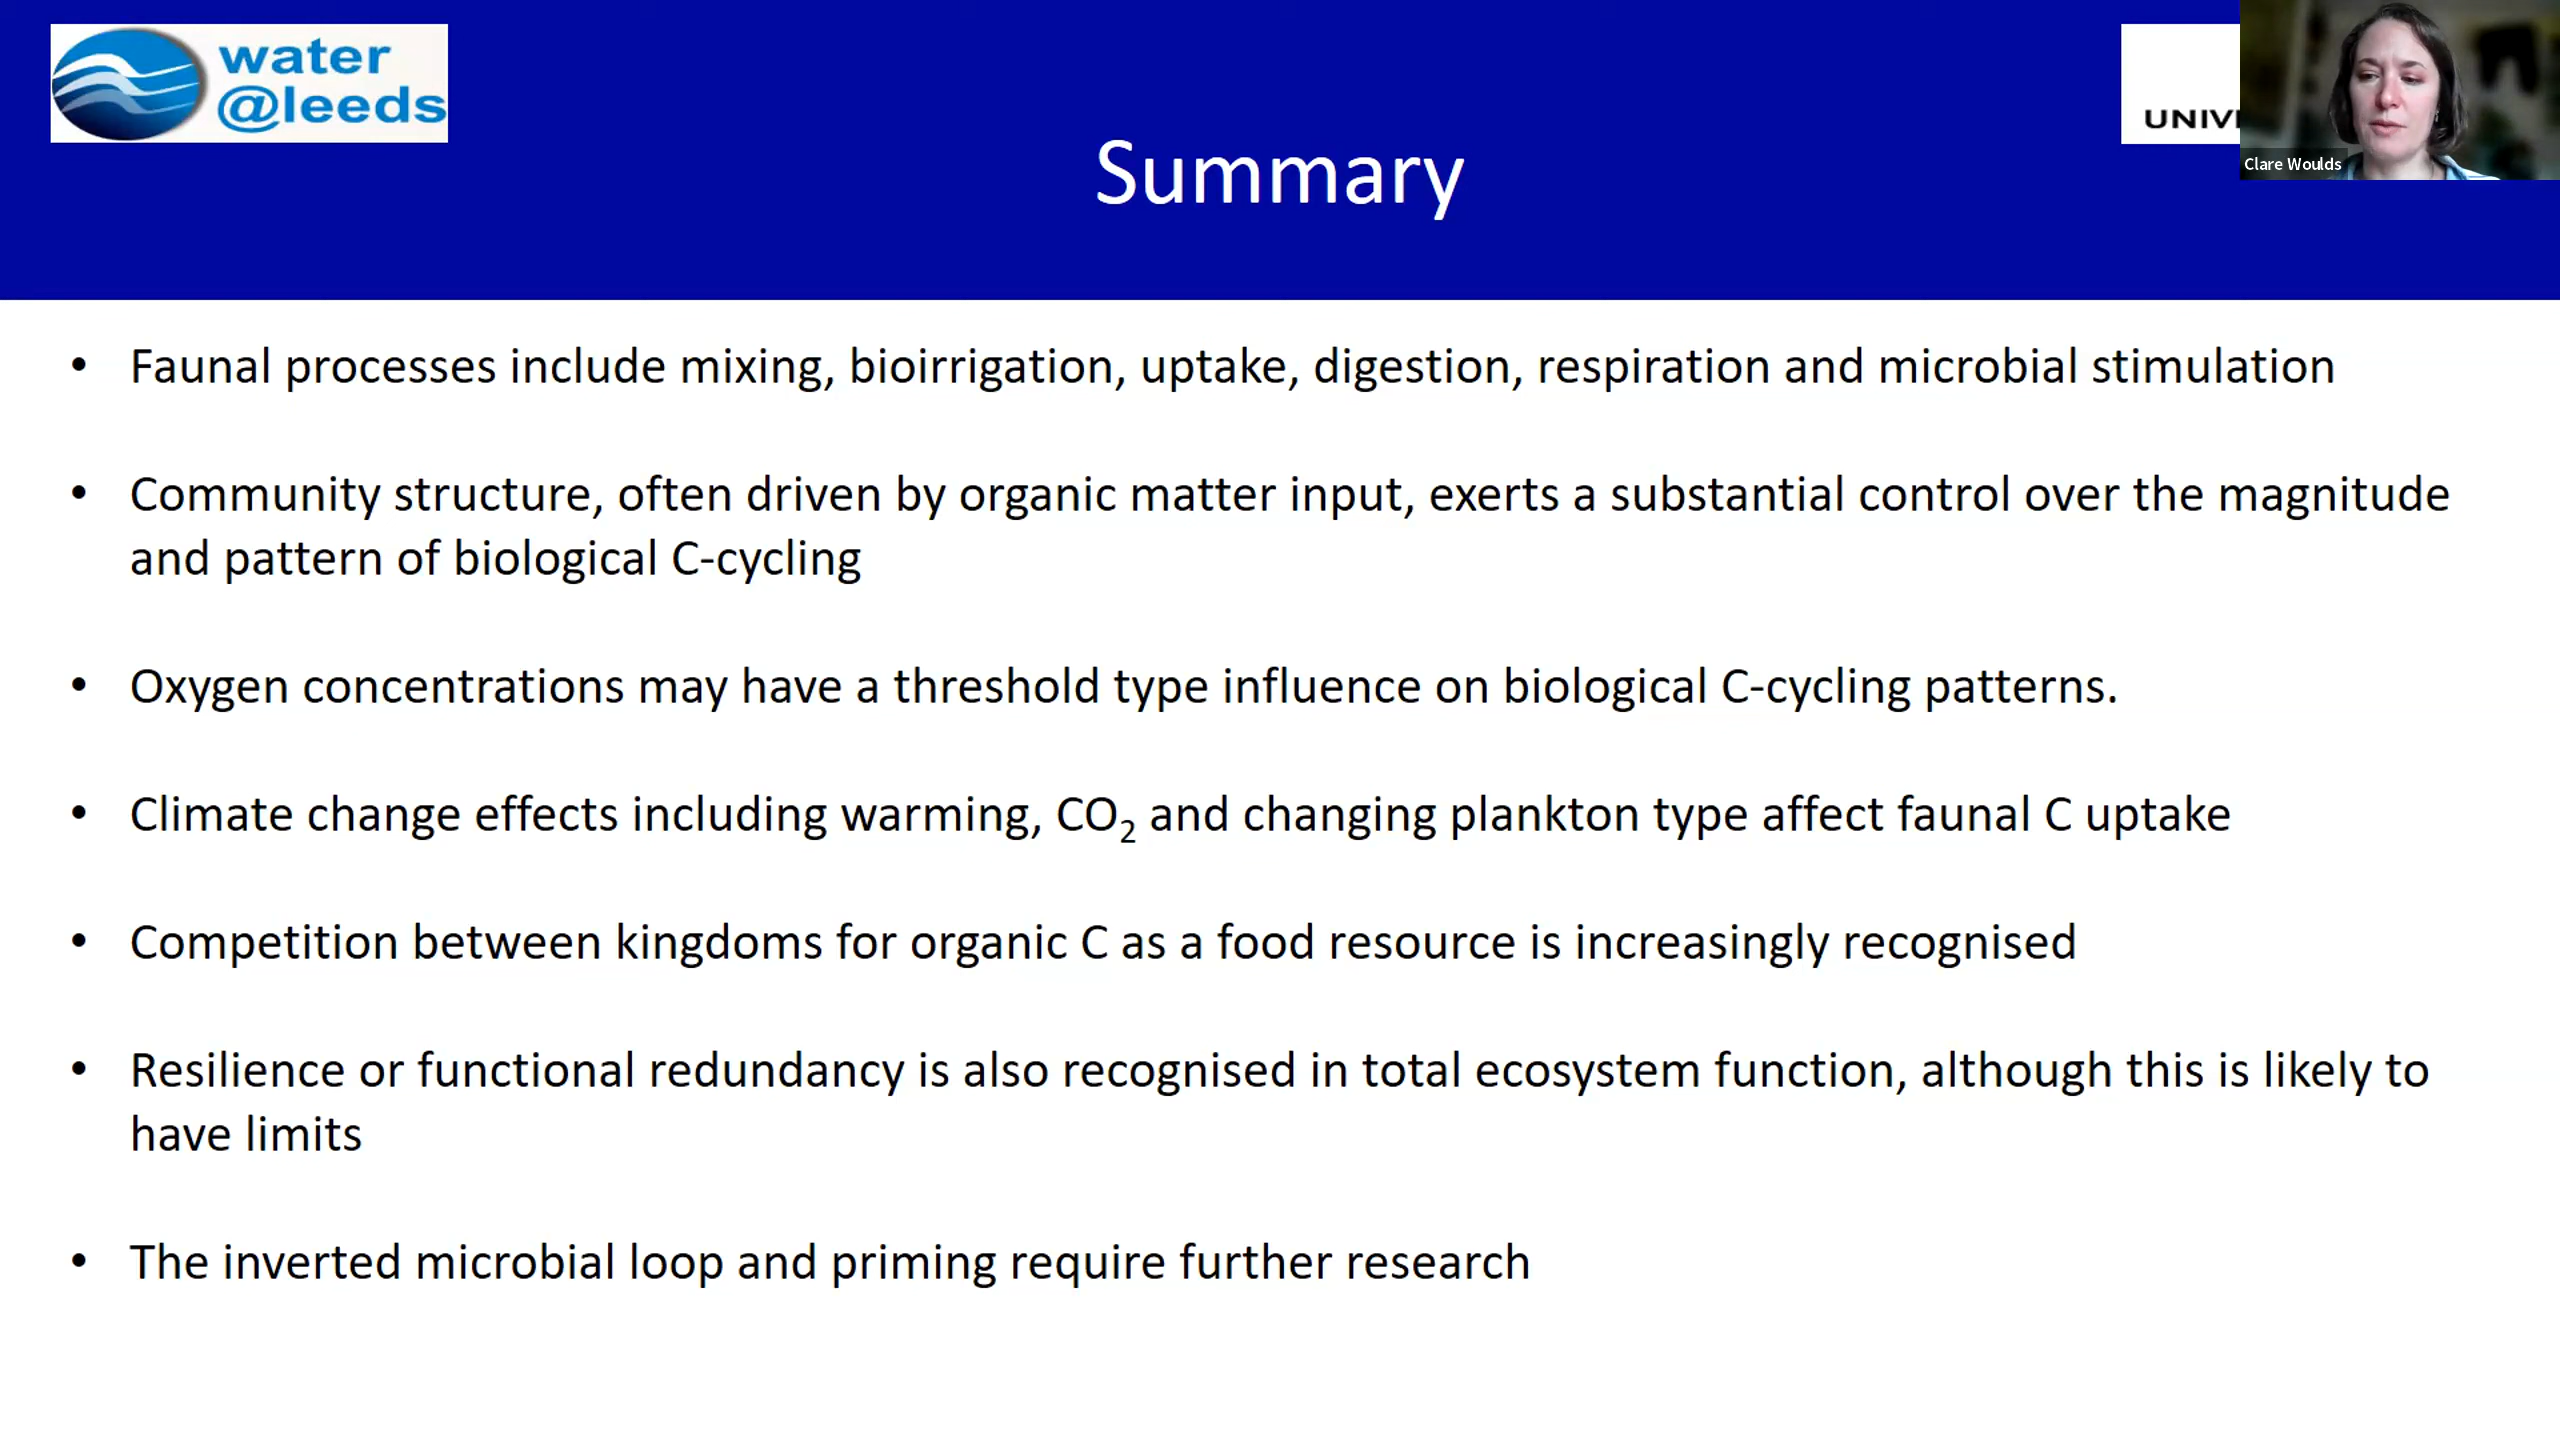 water
@leeds
UNIV
Clare Woulds
Summary
• Faunal processes include mixing, bioirrigation, uptake, digestion, respiration and microbial stimulation
• Community structure, often driven by organic matter input, exerts a substantial control over the magnitude
and pattern of biological C-cycling
• Oxygen concentrations may have a threshold type influence on biological C-cycling patterns.
• Climate change effects including warming, CO₂ and changing plankton type affect faunal C uptake
• Competition between kingdoms for organic C as a food resource is increasingly recognised
• Resilience or functional redundancy is also recognised in total ecosystem function, although this is likely to
have limits
• The inverted microbial loop and priming require further research